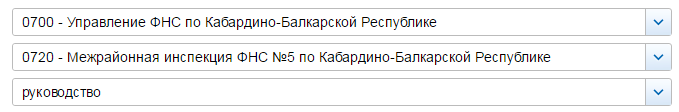 0700 - Управление ФНС по Кабардино-Балкарской Республике
0720 - Межрайонная инспекция ФНС №5 по Кабардино-Балкарской Республике
руководство